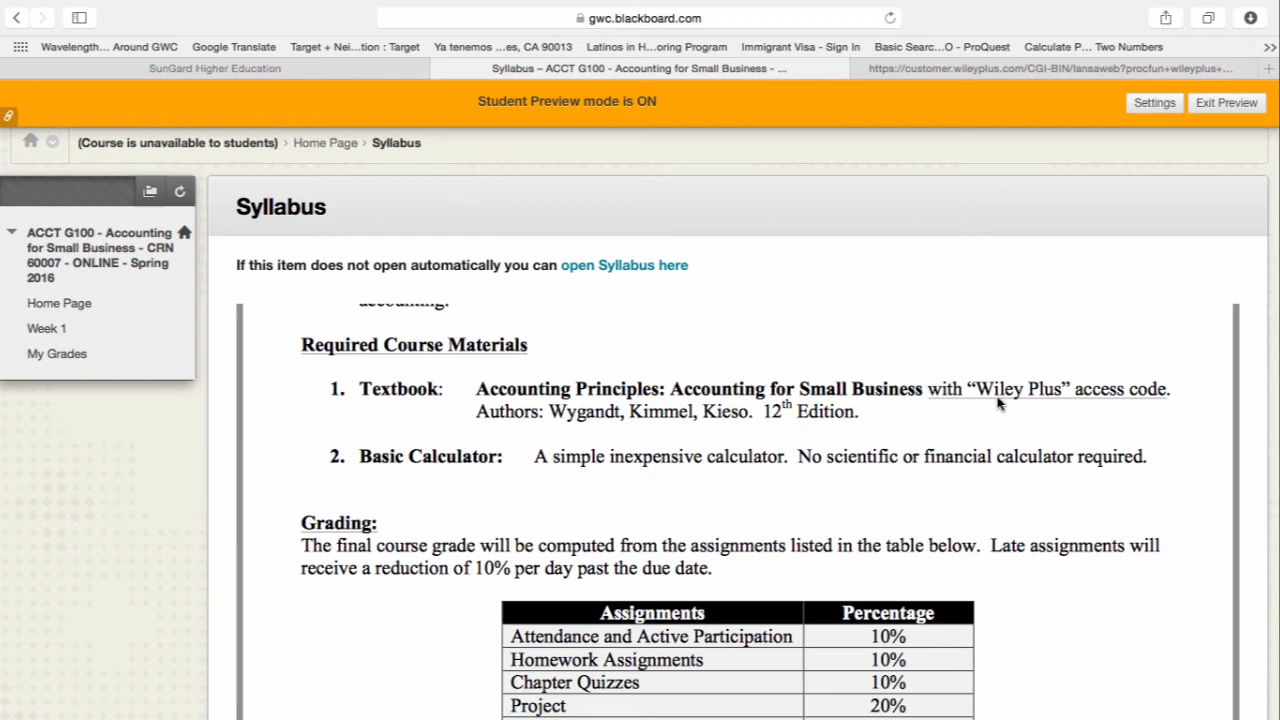 gwc.blackboard.com
Wavelength... Around GWC Google Translate Target + Nei...tion : Target Ya tenemos ...es, CA 90013 Latinos in H...oring Program Immigrant Visa - Sign In Basic Searc...O - ProQuest Calculate P... Two Numbers >>
SunGard Higher Education Syllabus – ACCT G100 - Accounting for Small Business - ... https://customer.wileyplus.com/CGI-BIN/lansaweb?procfun+wileyplus+... +
Student Preview mode is ON
Settings Exit Preview
(Course is unavailable to students) > Home Page > Syllabus
ACCT G100 - Accounting
for Small Business - CRN
60007 - ONLINE - Spring
2016
Home Page
Week 1
My Grades
Syllabus
If this item does not open automatically you can open Syllabus here
accounting.
Required Course Materials
1. Textbook: Accounting Principles: Accounting for Small Business with “Wiley Plus” access code.
Authors: Wygandt, Kimmel, Kieso. 12th Edition.
2. Basic Calculator: A simple inexpensive calculator. No scientific or financial calculator required.
Grading:
The final course grade will be computed from the assignments listed in the table below. Late assignments will
receive a reduction of 10% per day past the due date.
Assignments Percentage
Attendance and Active Participation 10%
Homework Assignments 10%
Chapter Quizzes 10%
Project 20%